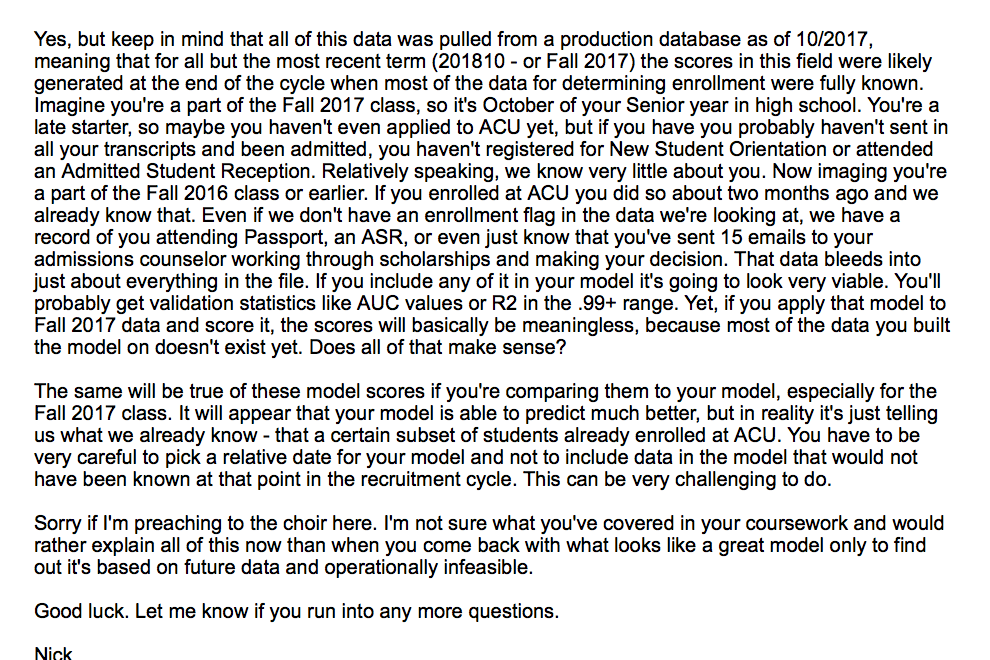 Yes, but keep in mind that all of this data was pulled from a production database as of 10/2017,
meaning that for all but the most recent term (201810 - or Fall 2017) the scores in this field were likely
generated at the end of the cycle when most of the data for determining enrollment were fully known.
Imagine you're a part of the Fall 2017 class, so it's October of your Senior year in high school. You're a
late starter, so maybe you haven't even applied to ACU yet, but if you have you probably haven't sent in
all your transcripts and been admitted, you haven't registered for New Student Orientation or attended
an Admitted Student Reception. Relatively speaking, we know very little about you. Now imaging you're
a part of the Fall 2016 class or earlier. If you enrolled at ACU you did so about two months ago and we
already know that. Even if we don't have an enrollment flag in the data we're looking at, we have a
record of you attending Passport, an ASR, or even just know that you've sent 15 emails to your
admissions counselor working through scholarships and making your decision. That data bleeds into
just about everything in the file. If you include any of it in your model it's going to look very viable. You'll
probably get validation statistics like AUC values or R2 in the .99+ range. Yet, if you apply that model to
Fall 2017 data and score it, the scores will basically be meaningless, because most of the data you built
the model on doesn't exist yet. Does all of that make sense?
The same will be true of these model scores if you're comparing them to your model, especially for the
Fall 2017 class. It will appear that your model is able to predict much better, but in reality it's just telling
us what we already know - that a certain subset of students already enrolled at ACU. You have to be
very careful to pick a relative date for your model and not to include data in the model that would not
have been known at that point in the recruitment cycle. This can be very challenging to do.
Sorry if I'm preaching to the choir here. I'm not sure what you've covered in your coursework and would
rather explain all of this now than when you come back with what looks like a great model only to find
out it's based on future data and operationally infeasible.
Good luck. Let me know if you run into any more questions.
Nick